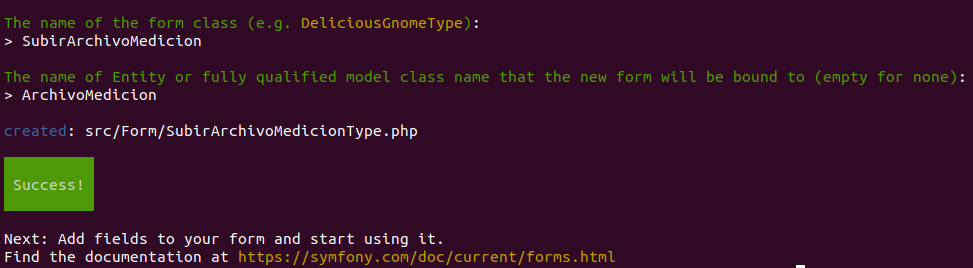 The name of the form class (e.g. DeliciousGnomeType):
> SubirArchivoMedicion
The name of Entity or fully qualified model class name that the new form will be bound to (empty for none):
> ArchivoMedicion
created: src/Form/SubirArchivoMedicionType.php
Success!
Next: Add fields to your form and start using it.
Find the documentation at https://symfony.com/doc/current/forms.html